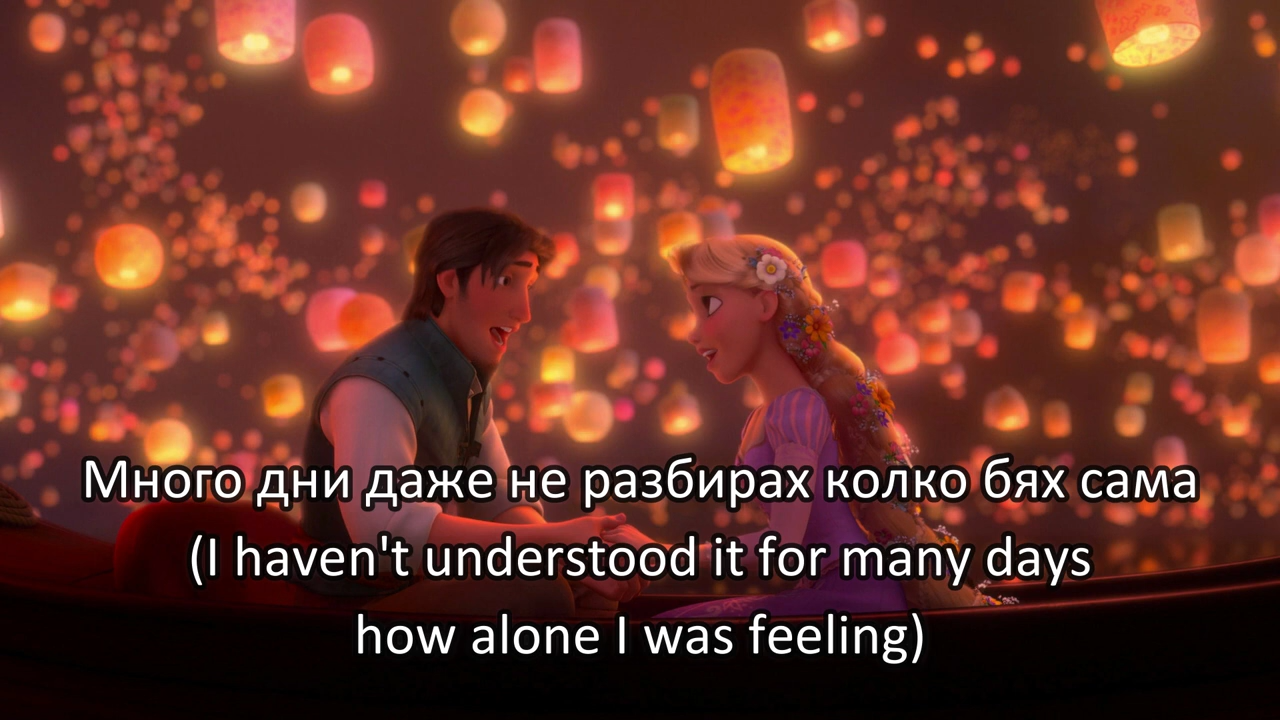 Много дни даже не разбирах колко бях сама
(I haven't understood it for many days
how alone I was feeling)